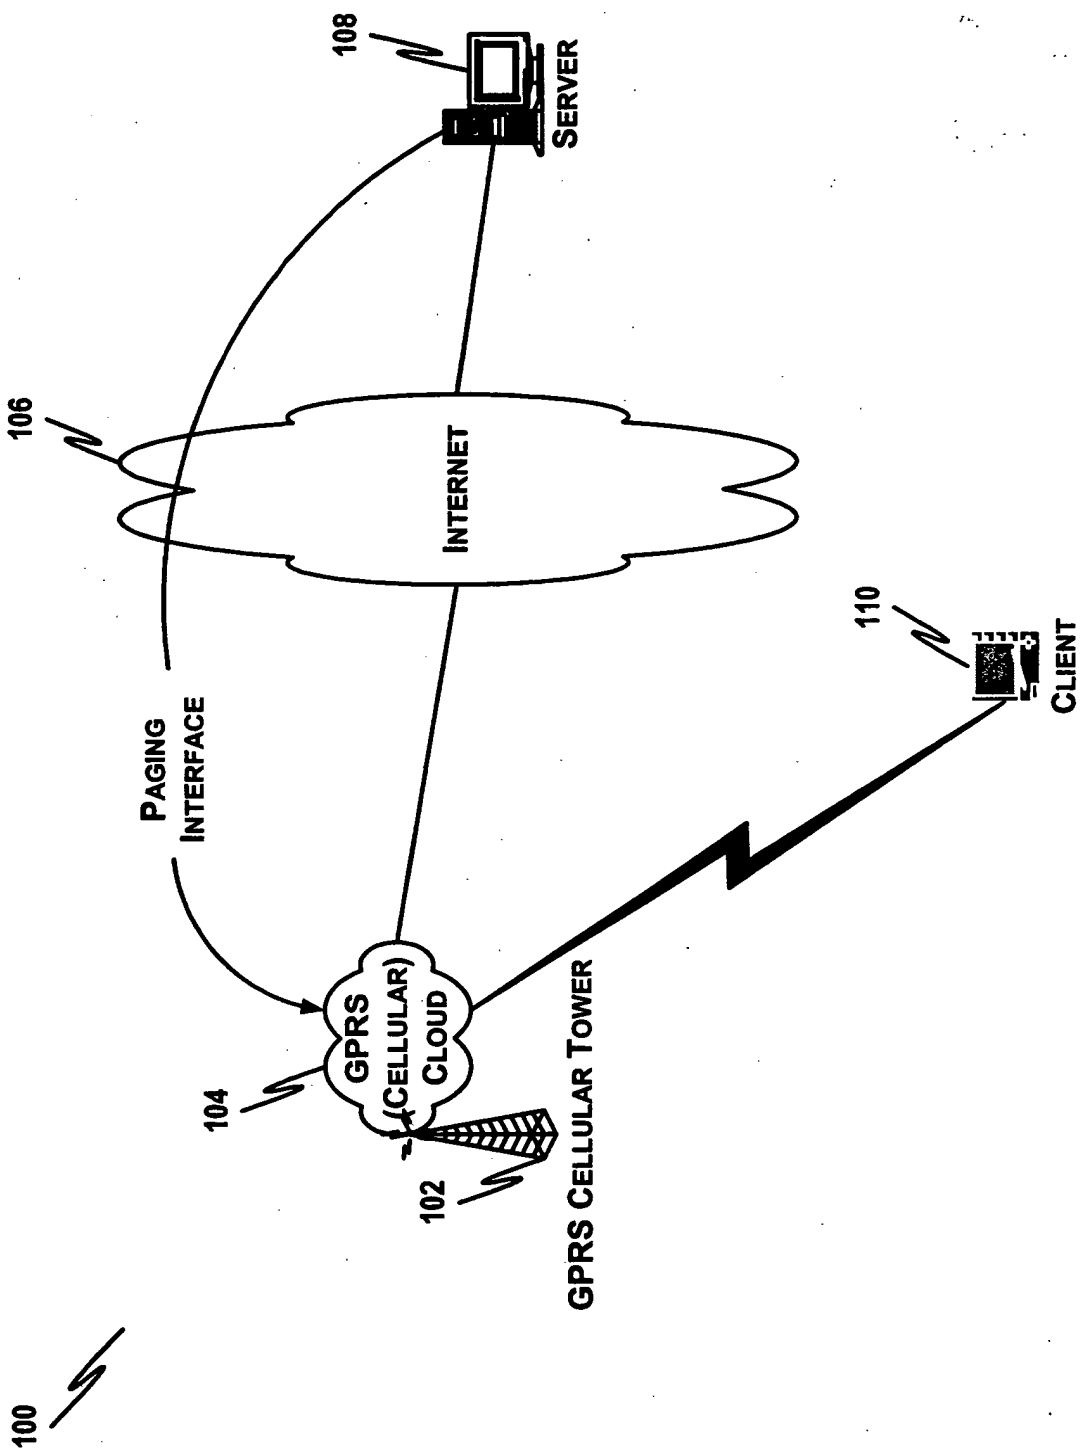 100
104
PAGING
INTERFACE
106
108
GPRS
(CELLULAR)
CLOUD
INTERNET
SERVER
102
GPRS CELLULAR TOWER
110
CLIENT